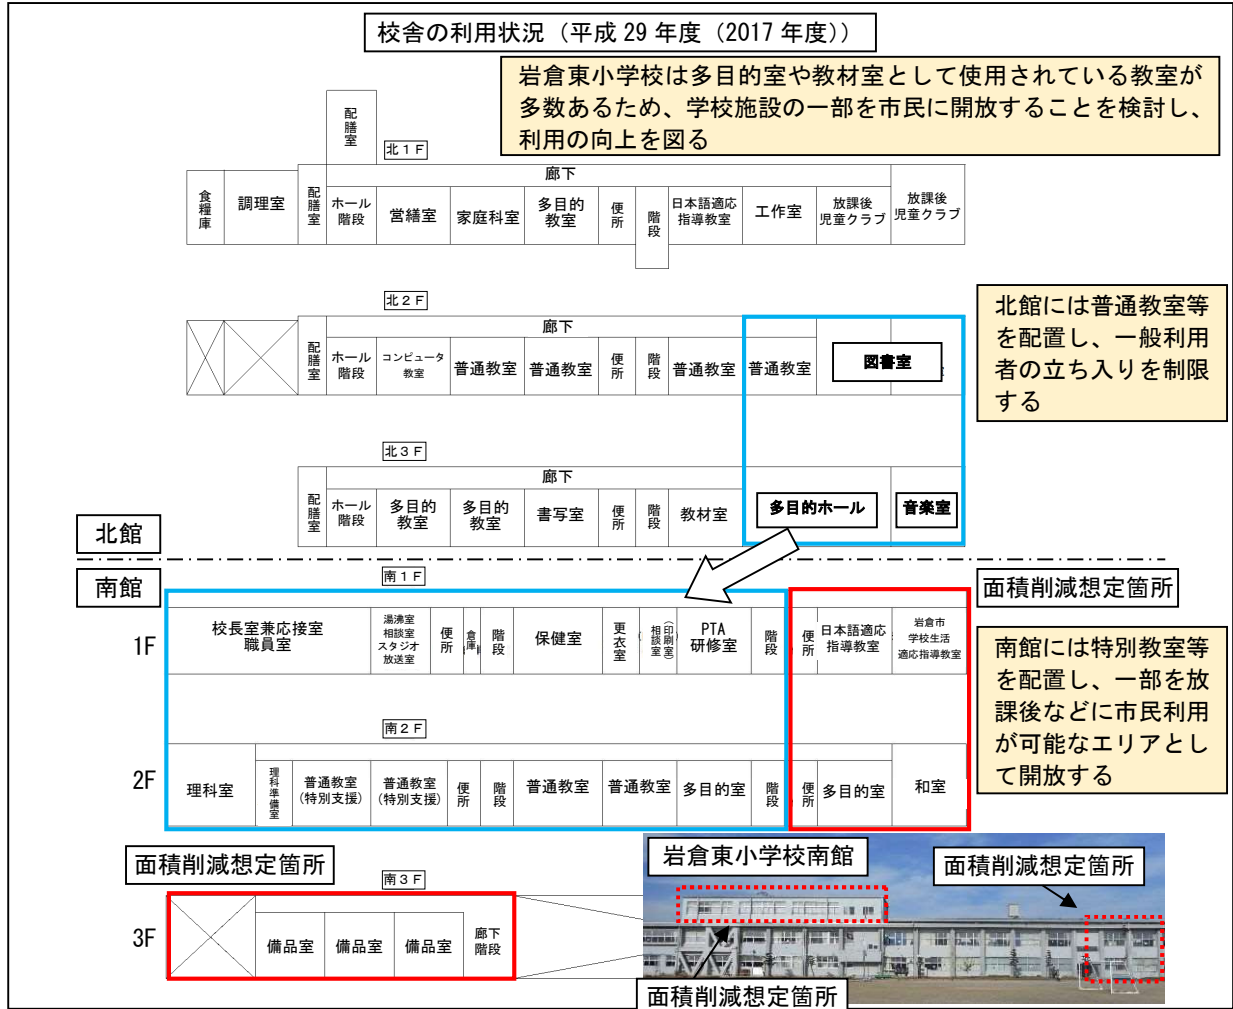 校舎の利用状況（平成 29 年度（2017 年度））
岩倉東小学校は多目的室や教材室として使用されている教室が
多数あるため、学校施設の一部を市民に開放することを検討し、
利用の向上を図る
配膳室
北１Ｆ
廊下
食糧庫
調理室
配膳室
ホール
階段
営繕室
家庭科室
多目的
教室
便所
階段
日本語適応
指導教室
工作室
放課後
児童クラブ
放課後
児童クラブ
北２Ｆ
廊下
配膳室
ホール
階段
コンピュータ
教室
普通教室
普通教室
便所
階段
普通教室
普通教室
図書室
北館には普通教室等
を配置し、一般利用
者の立ち入りを制限
する
北３Ｆ
廊下
配膳室
ホール
階段
多目的
教室
多目的
教室
書写室
便所
階段
教材室
多目的ホール
音楽室
北館
南館
南１Ｆ
面積削減想定箇所
1F
校長室兼応接室
職員室
湯沸室
相談室
スタジオ
放送室
便所
倉庫
階段
保健室
更衣室
相談室
（印刷室）
PTA
研修室
階段
便所
日本語適応
指導教室
岩倉市
学校生活
適応指導教室
南館には特別教室等
を配置し、一部を放
課後などに市民利用
が可能なエリアとし
て開放する
南２Ｆ
2F
理科室
理科準備室
普通教室
(特別支援)
普通教室
(特別支援)
便所
階段
普通教室
普通教室
多目的室
階段
便所
多目的室
和室
面積削減想定箇所
南３Ｆ
3F
備品室
備品室
備品室
廊下
階段
岩倉東小学校南館
面積削減想定箇所
面積削減想定箇所